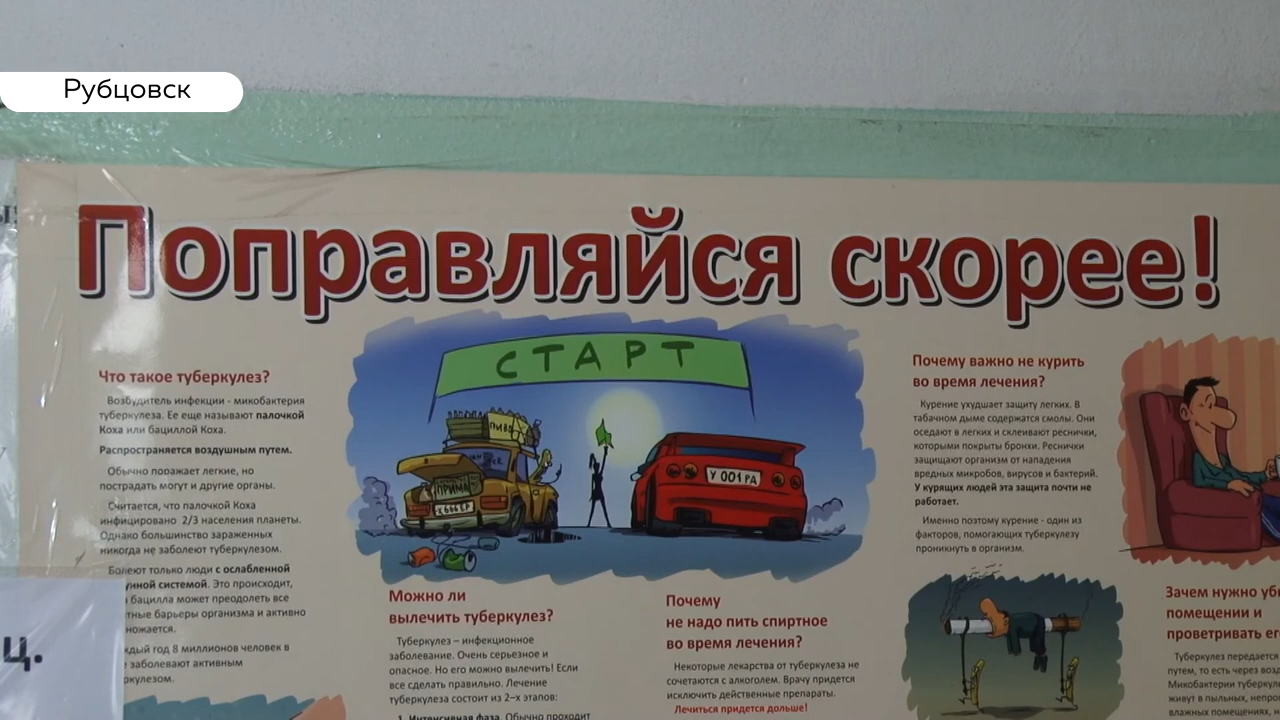 Рубцовск
Поправляйся скорее!
Что такое туберкулез?
Возбудитель инфекции - микобактерия
туберкулеза. Ее еще называют палочкой
Коха или бациллой Коха.
Распространяется воздушным путем.
Обычно поражает легкие, но
пострадать могут и другие органы.
Считается, что палочкой Коха
инфицировано 2/3 населения планеты.
Однако большинство зараженных
никогда не заболеют туберкулезом.
Болеют только люди с ослабленной
системой. Это происходит,
бацилла может преодолеть все
барьеры организма и активно
год 8 миллионов человек в
заболевают активным
ц.
СТАРТ
ПИВО
ПРИМА
Х 666 ЕР
У 001 РА
Можно ли
вылечить туберкулез?
Туберкулез – инфекционное
заболевание. Очень серьезное и
опасное. Но его можно вылечить! Если
все сделать правильно. Лечение
туберкулеза состоит из 2–х этапов:
1. Интенсивная фаза. Обычно проходит
Почему
не надо пить спиртное
во время лечения?
Некоторые лекарства от туберкулеза не
сочетаются с алкоголем. Врачу придется
исключить действенные препараты.
Лечиться придется дольше!
Почему важно не курить
во время лечения?
Курение ухудшает защиту легких. В
табачном дыме содержатся смолы. Они
оседают в легких и склеивают реснички,
которыми покрыты бронхи. Реснички
защищают организм от нападения
вредных микробов, вирусов и бактерий.
У курящих людей эта защита почти не
работает.
Именно поэтому курение - один из
факторов, помогающих туберкулезу
проникнуть в организм.
Зачем нужно уб
помещении и
проветривать ег
Туберкулез передается
путем, то есть через возд
Микобактерии туберкул
живут в пыльных, непро
влажных помещениях, н